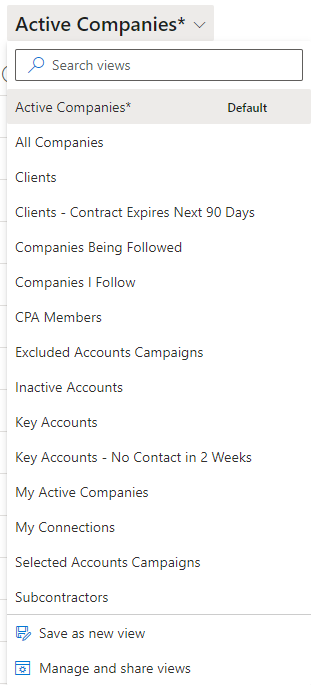 Active Companies*
Search views
Active Companies* Default
All Companies
Clients
Clients - Contract Expires Next 90 Days
Companies Being Followed
Companies I Follow
CPA Members
Excluded Accounts Campaigns
Inactive Accounts
Key Accounts
Key Accounts - No Contact in 2 Weeks
My Active Companies
My Connections
Selected Accounts Campaigns
Subcontractors
Save as new view
Manage and share views